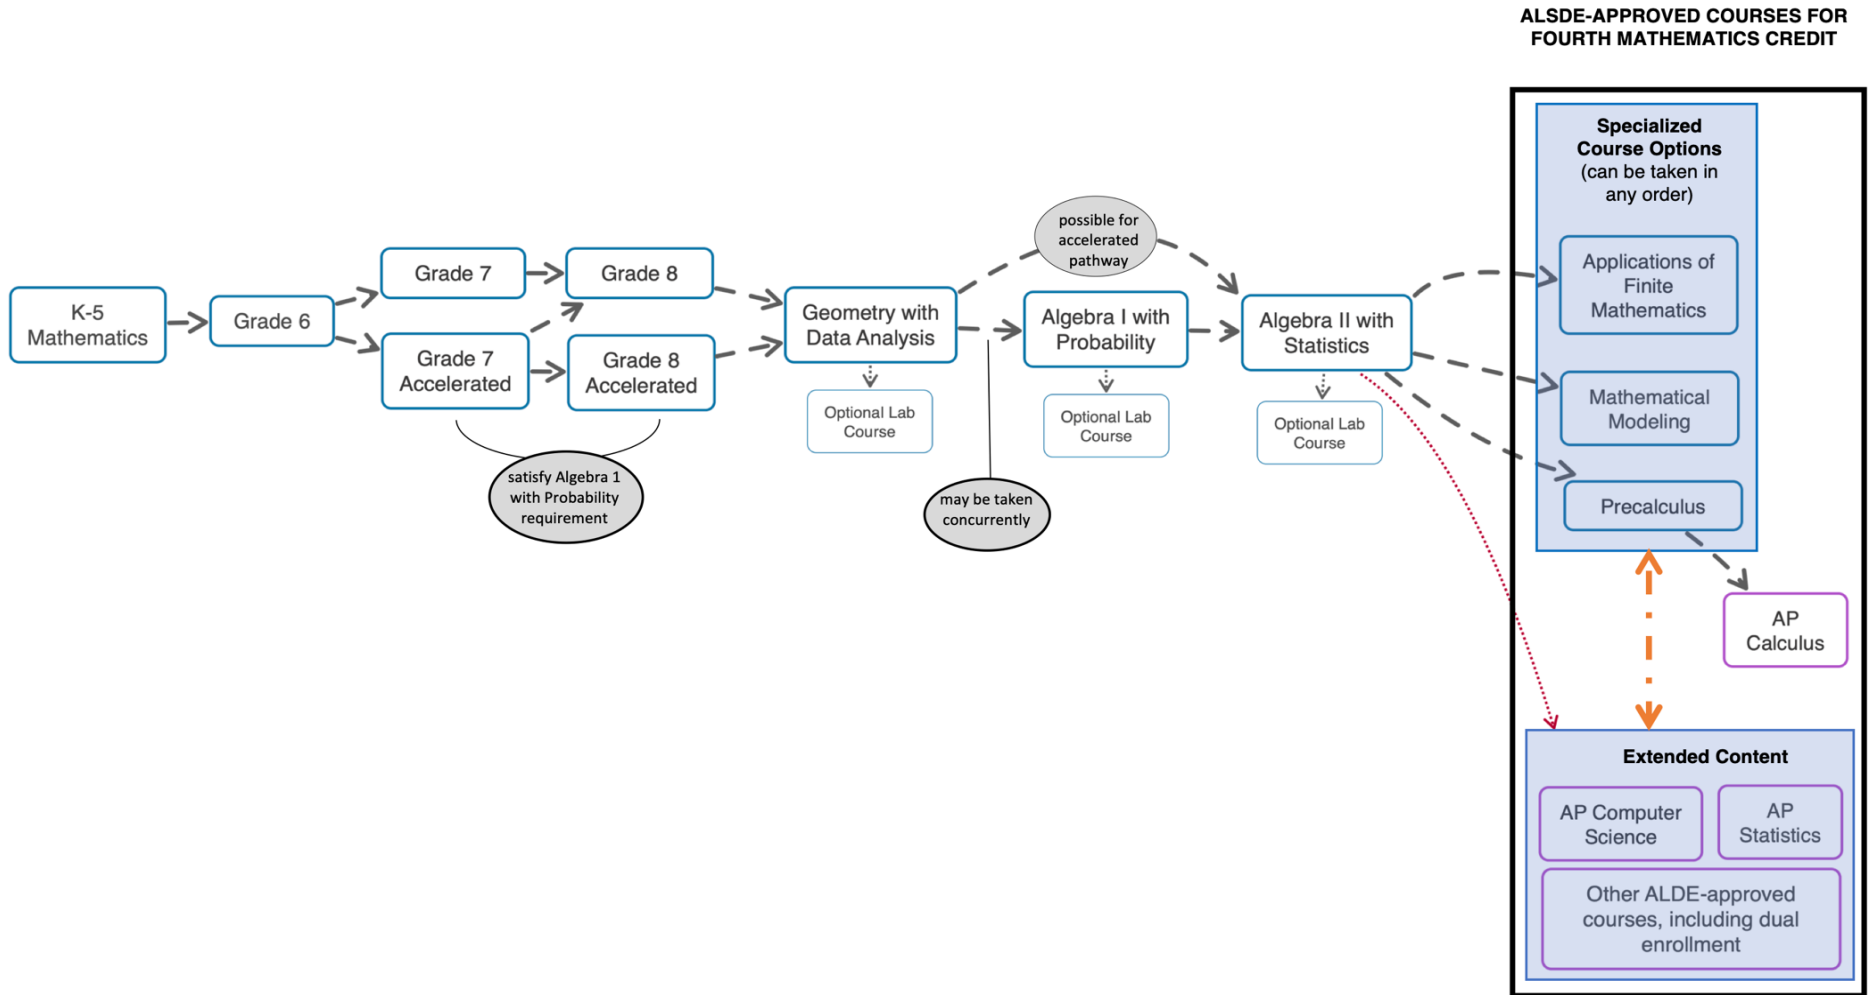 ALSDE-APPROVED COURSES FOR
FOURTH MATHEMATICS CREDIT
K-5
Mathematics
Grade 6
Grade 7
Grade 8
Grade 7
Accelerated
Grade 8
Accelerated
satisfy Algebra 1
with Probability
requirement
Geometry with
Data Analysis
Optional Lab
Course
may be taken
concurrently
possible for
accelerated
pathway
Algebra I with
Probability
Optional Lab
Course
Algebra II with
Statistics
Optional Lab
Course
Specialized
Course Options
(can be taken in
any order)
Applications of
Finite
Mathematics
Mathematical
Modeling
Precalculus
AP
Calculus
Extended Content
AP Computer
Science
AP
Statistics
Other ALDE-approved
courses, including dual
enrollment